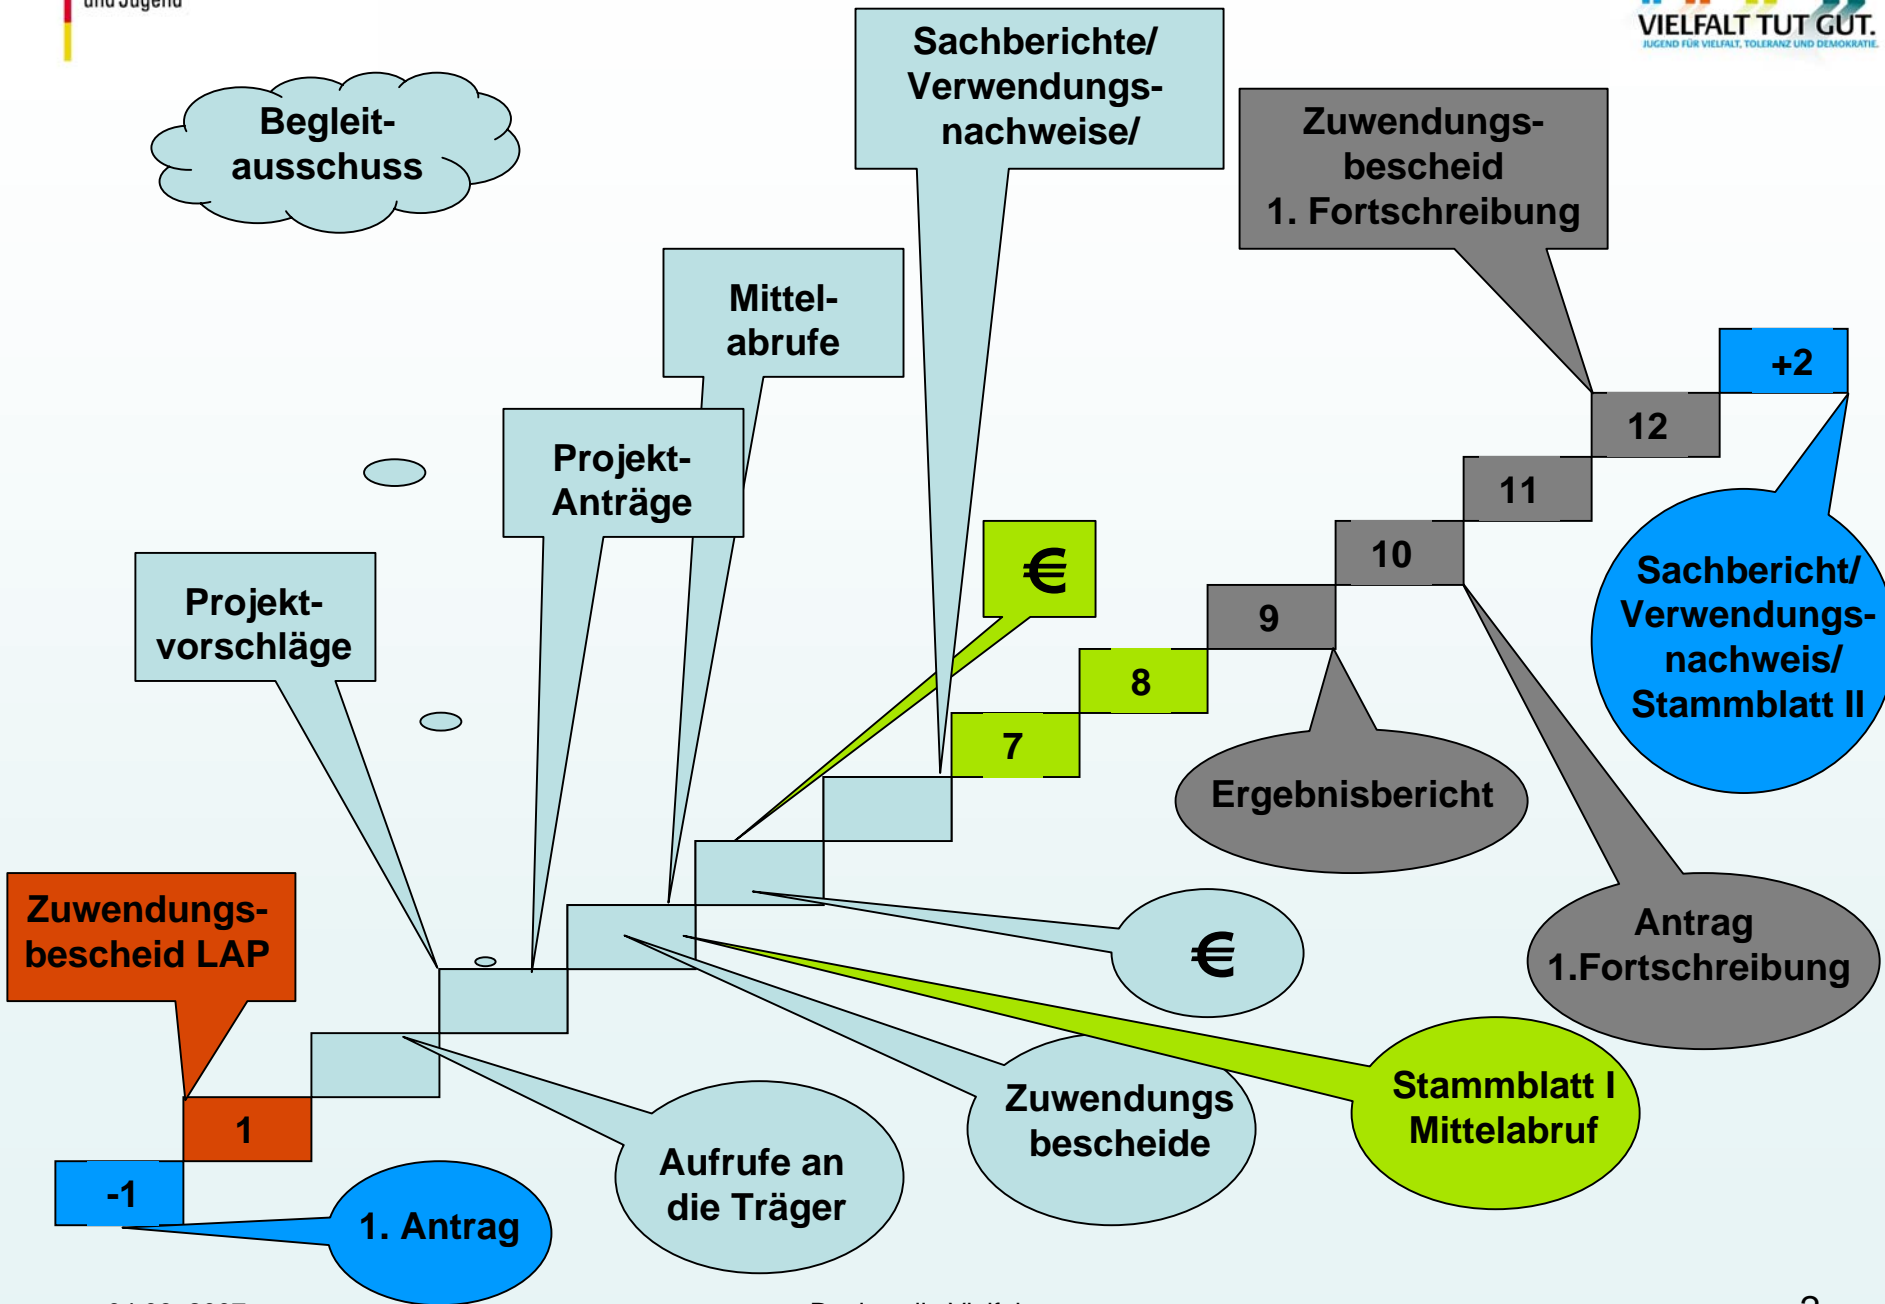 und Jugend
VIELFALT TUT GUT.
JUGEND FÜR VIELFALT, TOLERANZ UND DEMOKRATIE.
Begleit-
ausschuss
Sachberichte/
Verwendungs-
nachweise/
Zuwendungs-
bescheid
1. Fortschreibung
Mittel-
abrufe
+2
12
Projekt-
Anträge
11
€
10
Sachbericht/
Verwendungs-
nachweis/
Stammblatt II
Projekt-
vorschläge
9
8
7
Ergebnisbericht
Zuwendungs-
bescheid LAP
€
Antrag
1.Fortschreibung
1
Zuwendungs
bescheide
Stammblatt I
Mittelabruf
Aufrufe an
die Träger
-1
1. Antrag